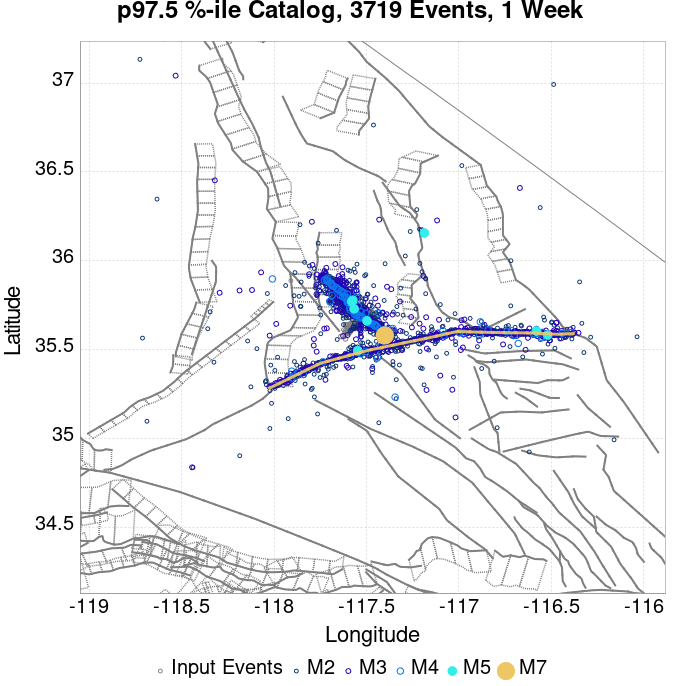 p97.5 %-ile Catalog, 3719 Events, 1 Week
37
36.5
36
35.5
35
34.5
Latitude
-119 -118.5 -118 -117.5 -117 -116.5 -116
Longitude
Input Events M2 M3 M4 M5 M7